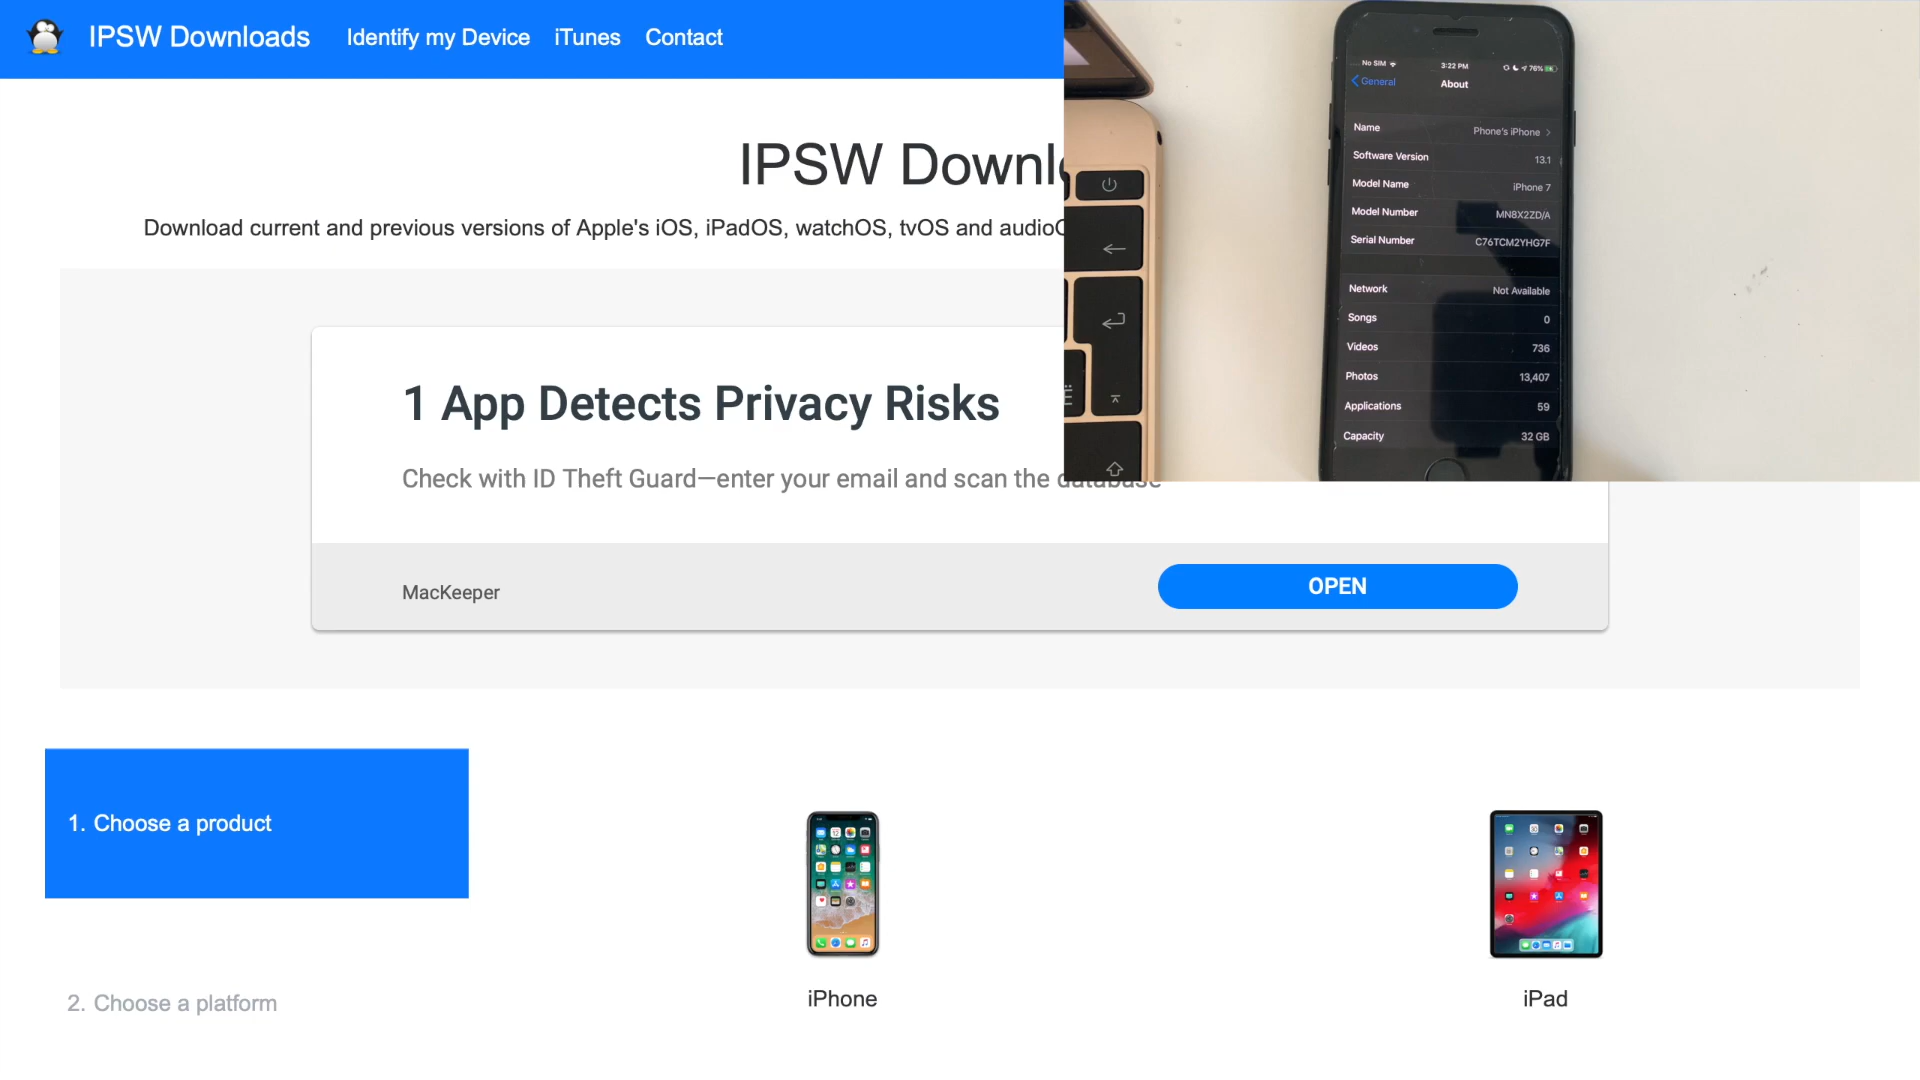 IPSW Downloads
Identify my Device
iTunes
Contact
IPSW Downl
Download current and previous versions of Apple's iOS, iPadOS, watchOS, tvOS and audio
1 App Detects Privacy Risks
Check with ID Theft Guard—enter your email and scan the database
MacKeeper
OPEN
1. Choose a product
2. Choose a platform
iPhone
iPad
No SIM
3:22 PM
76%
General
About
Name
Phone's iPhone
Software Version
13.1
Model Name
iPhone 7
Model Number
MN8X2ZD/A
Serial Number
C76TCM2YHG7F
Network
Not Available
Songs
0
Videos
736
Photos
13,407
Applications
59
Capacity
32 GB